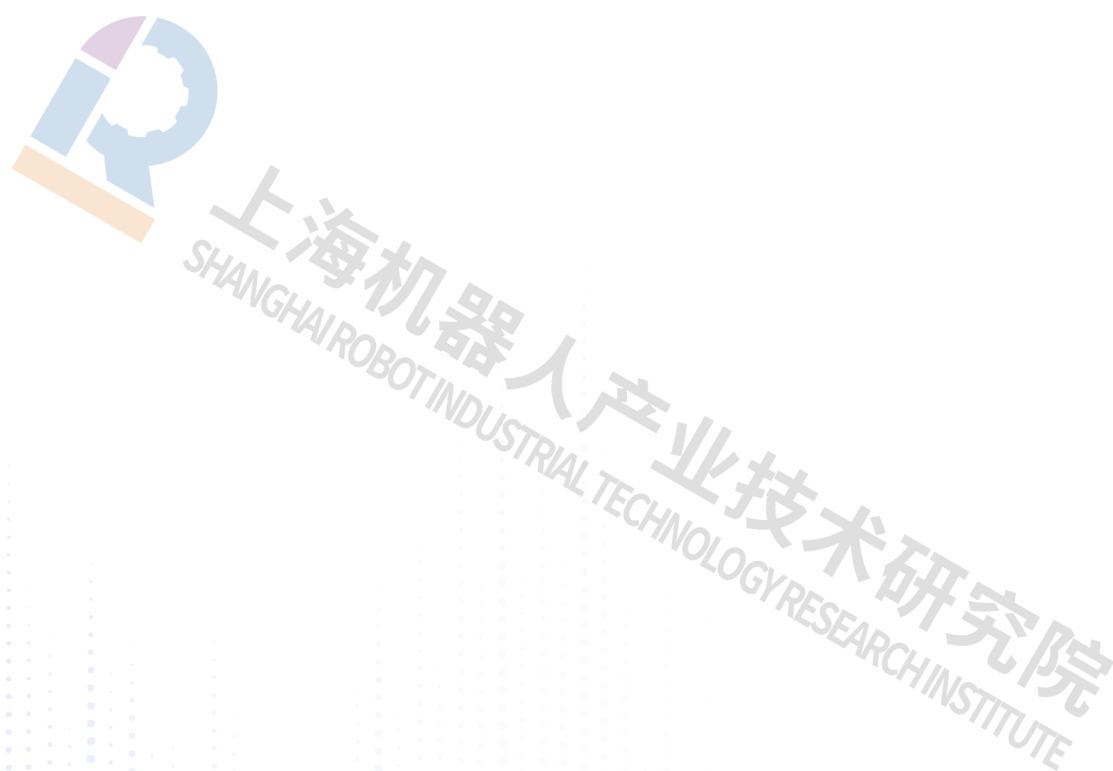 上海机器人产业技术研究院
SHANGHAI ROBOT INDUSTRIAL TECHNOLOGY RESEARCH INSTITUTE